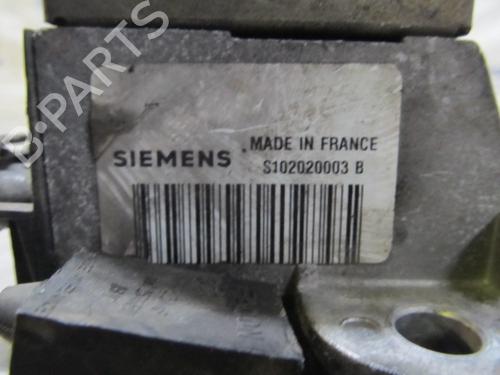 B-PARTS
MADE IN FRANCE
SIEMENS
S102020003 B